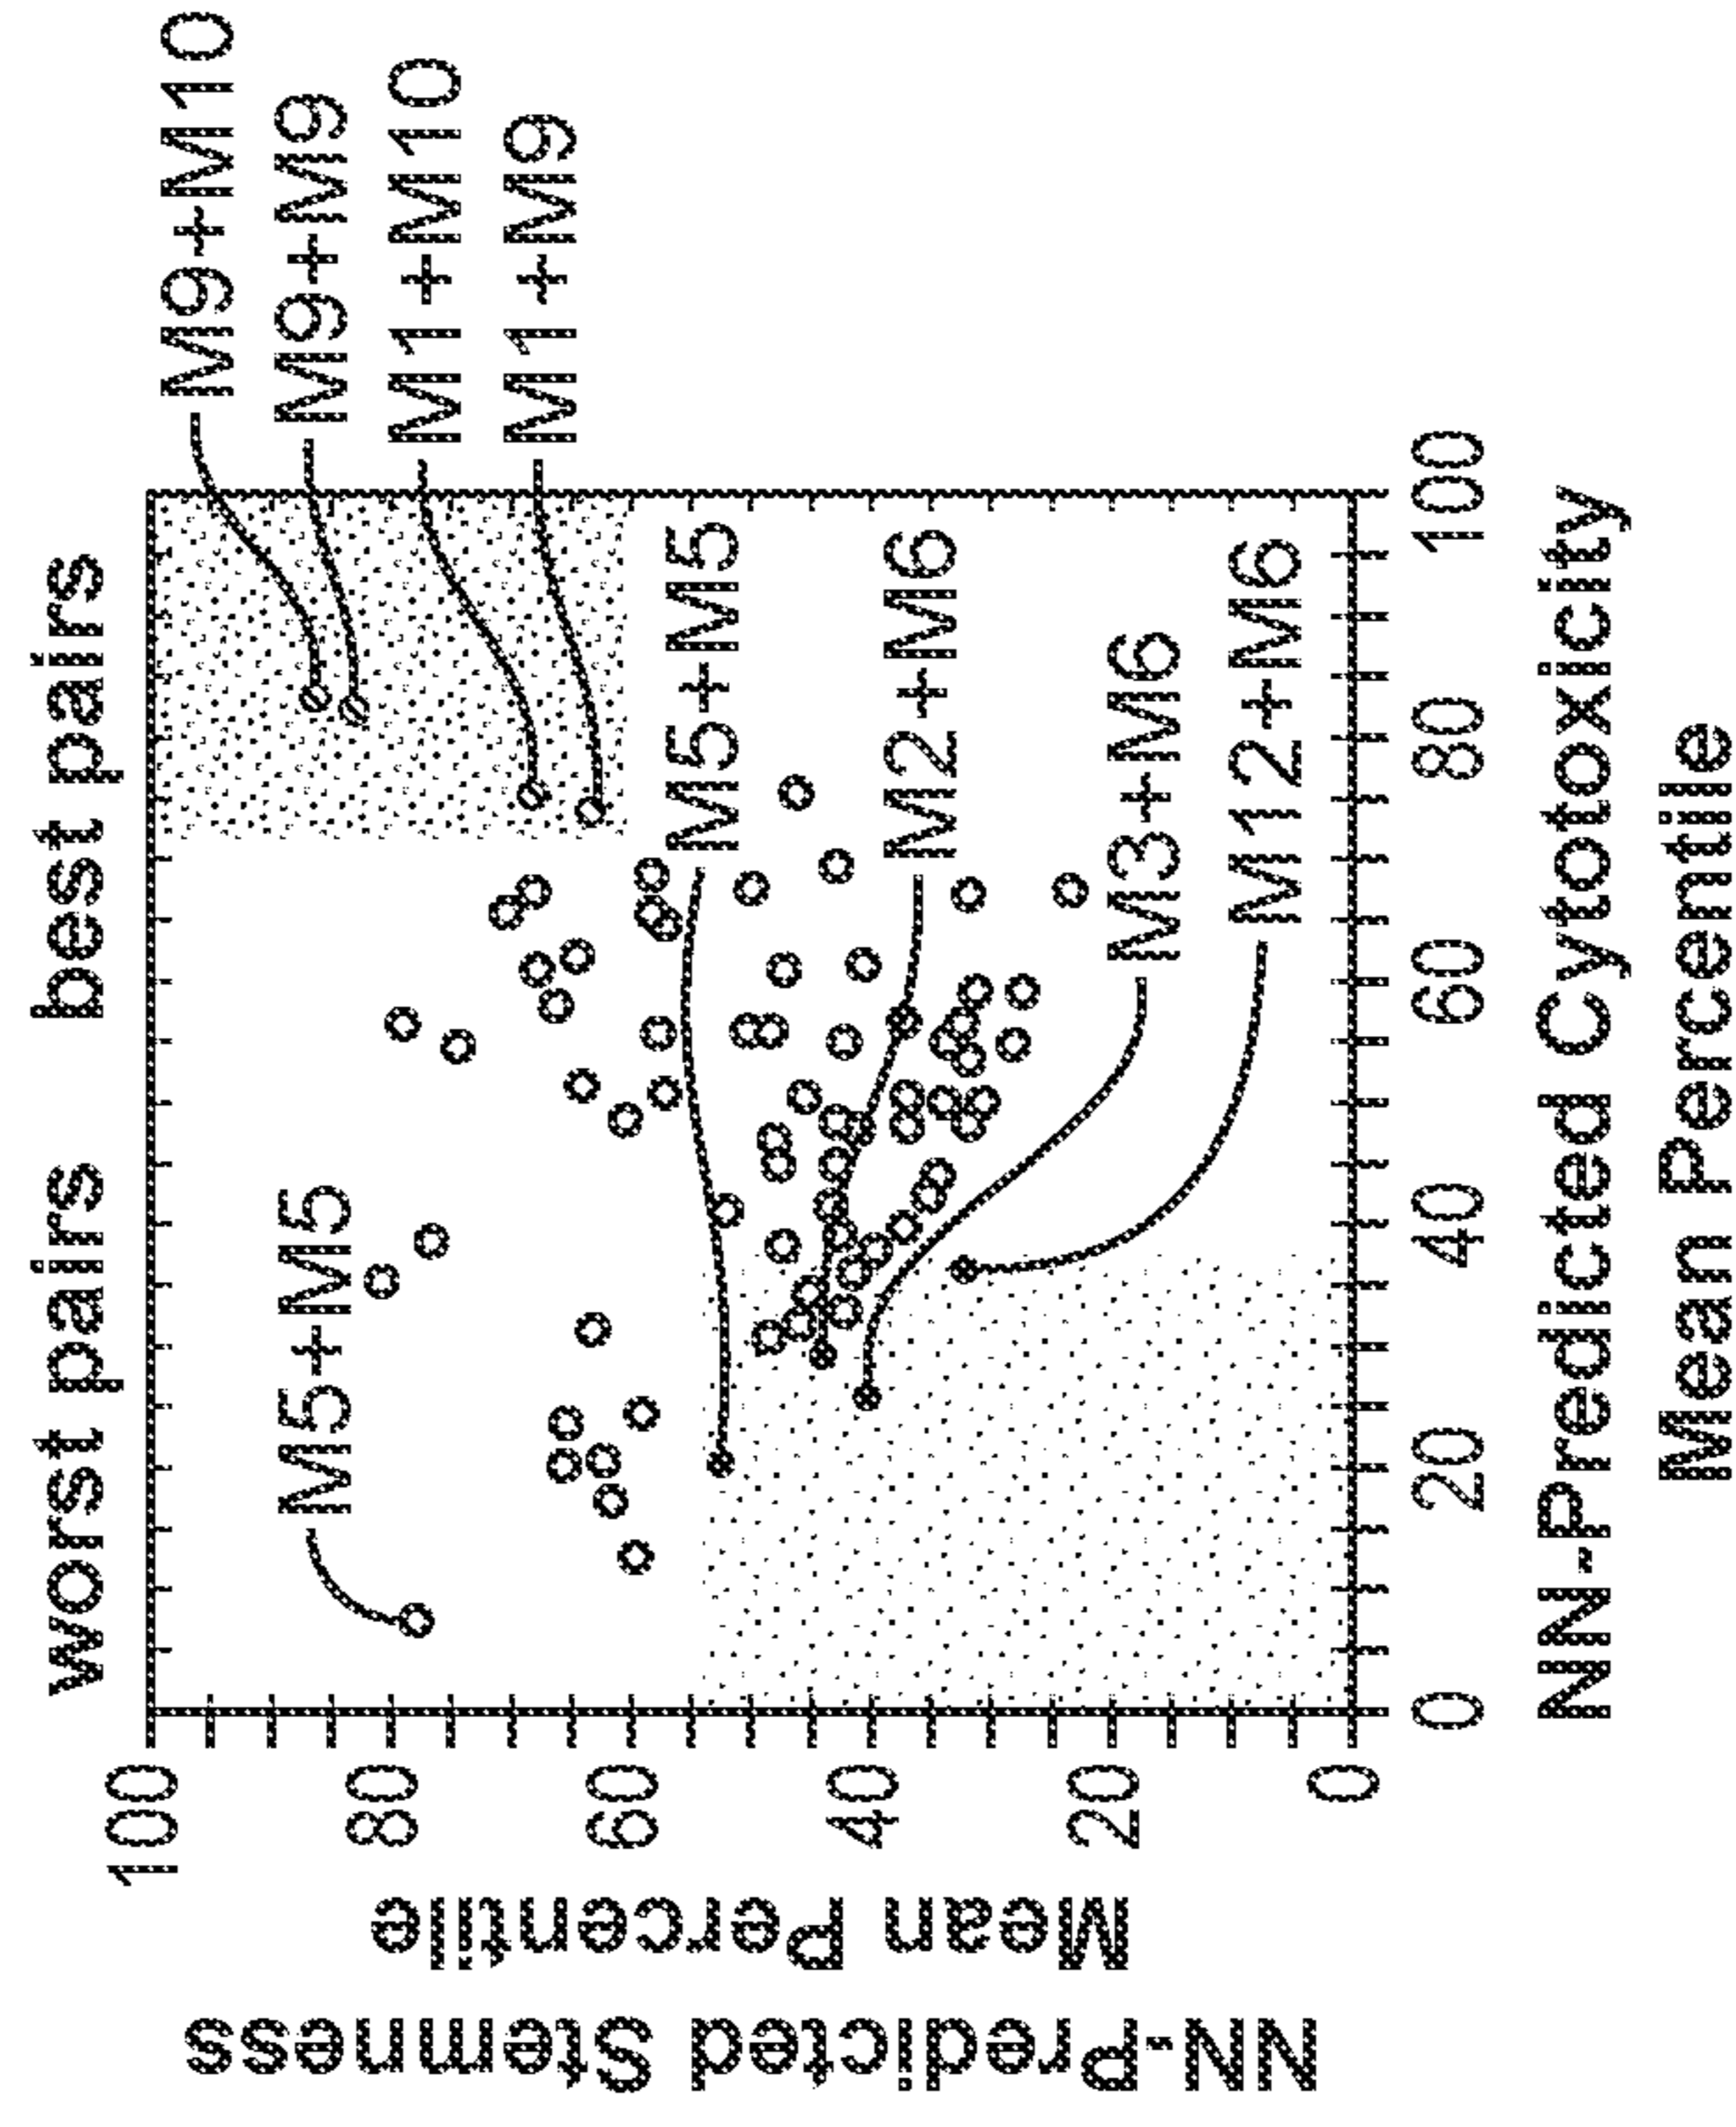 worst pairs best pairs
M9+M10
M9+M9
M1+M10
M1+M9
M5+M5
M5+M5
M2+M6
M3+M6
M12+M6
NN-Predicted Stemness
Mean Percentile
100
80
60
40
20
0
0 20 40 60 80 100
NN-Predicted Cytotoxicity
Mean Percentile